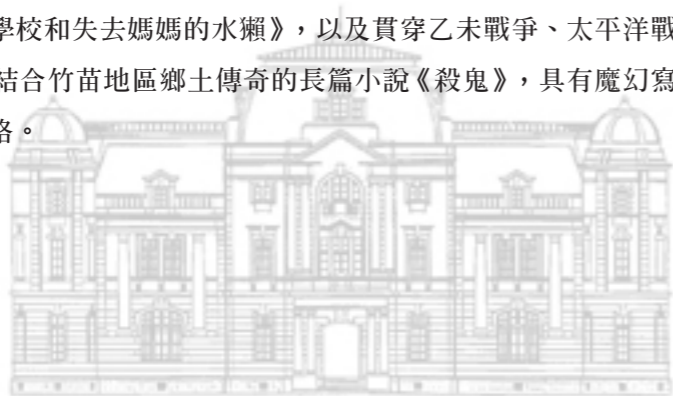 學校和失去媽媽的水獺》，以及貫穿乙未戰爭、太平洋戰
結合竹苗地區鄉土傳奇的長篇小說《殺鬼》，具有魔幻寫
格。